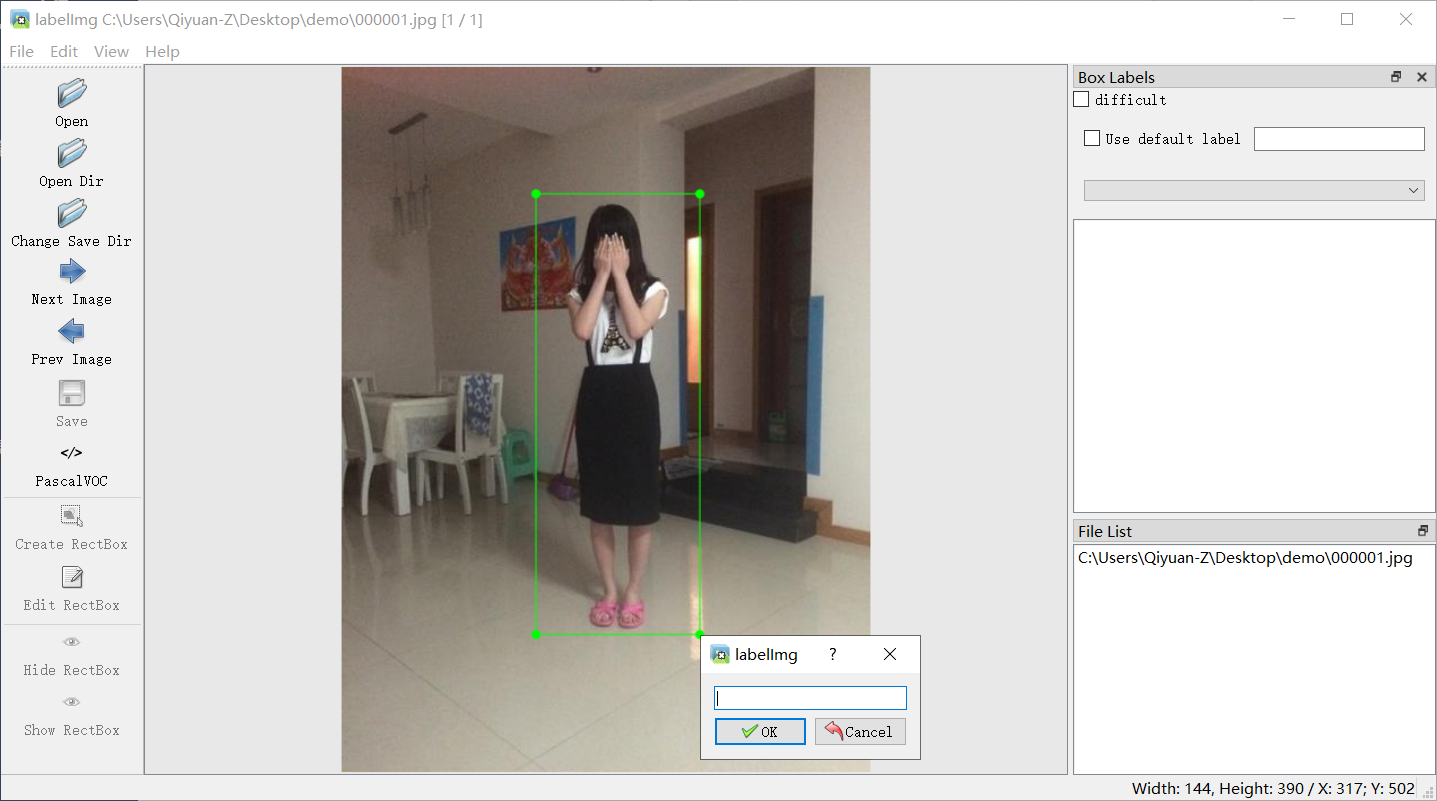 labelImg C:\Users\Qiyuan-Z\Desktop\demo\000001.jpg [1 / 1]
File Edit View Help
Open
Open Dir
Change Save Dir
Next Image
Prev Image
Save
</>
PascalVOC
Create RectBox
Edit RectBox
Hide RectBox
Show RectBox
labelImg ?
OK Cancel
Box Labels
difficult
Use default label
File List
C:\Users\Qiyuan-Z\Desktop\demo\000001.jpg
Width: 144, Height: 390 / X: 317; Y: 502